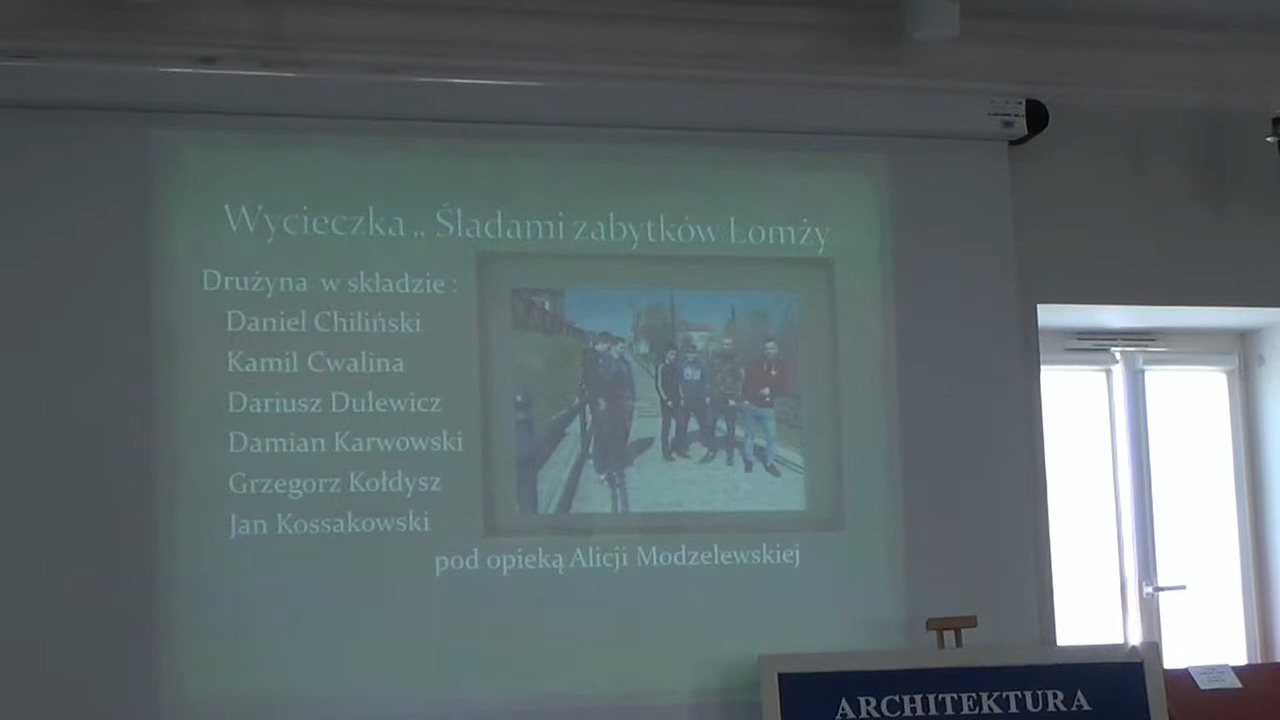 Wycieczka „ Śladami zabytków Łomży
Drużyna w składzie :
Daniel Chiliński
Kamil Cwalina
Dariusz Dulewicz
Damian Karwowski
Grzegorz Kołdysz
Jan Kossakowski
pod opieką Alicji Modzelewskiej
ARCHITEKTURA